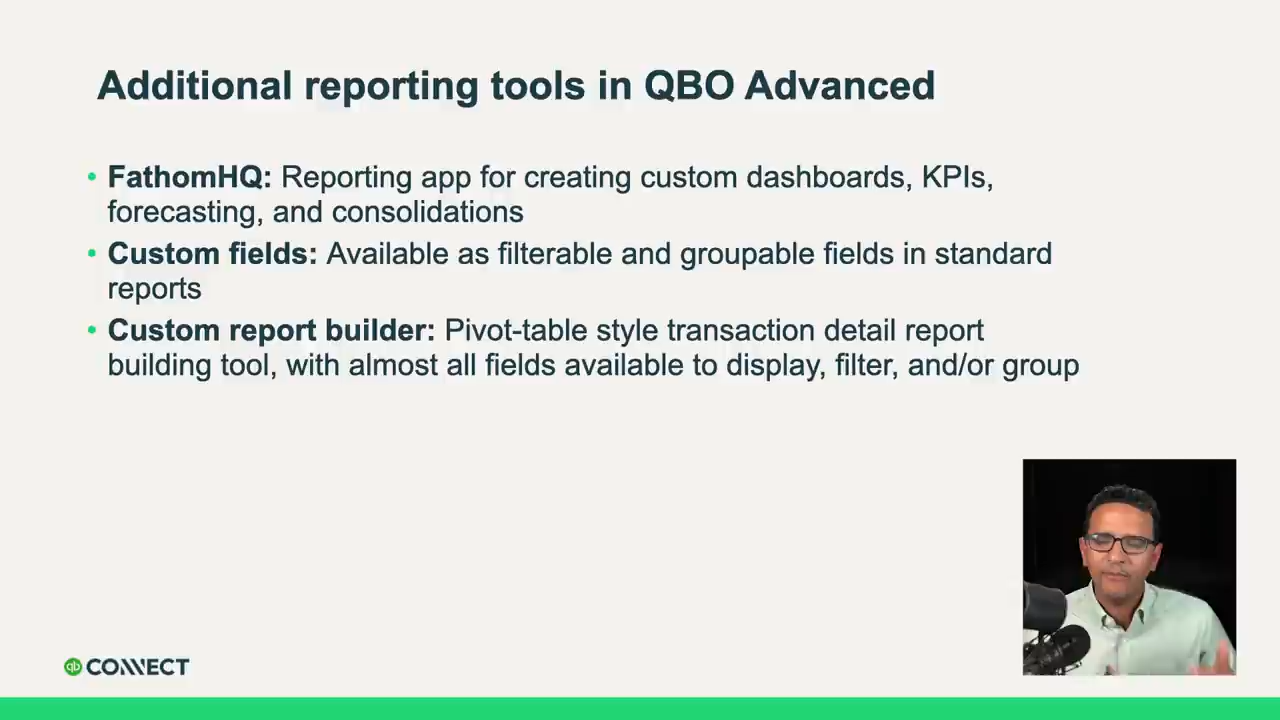 Additional reporting tools in QBO Advanced
• FathomHQ: Reporting app for creating custom dashboards, KPIs,
forecasting, and consolidations
• Custom fields: Available as filterable and groupable fields in standard
reports
• Custom report builder: Pivot-table style transaction detail report
building tool, with almost all fields available to display, filter, and/or group
qb CONNECT